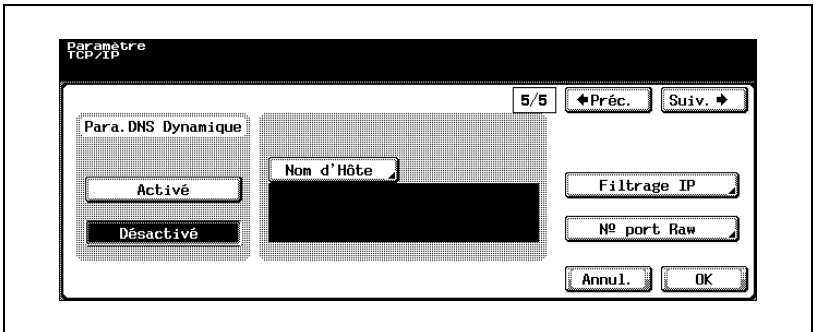 Paramètre
TCP/IP
5/5 Préc. Suiv.
Para.DNS Dynamique
Nom d'Hôte
Activé
Filtrage IP
Désactivé
Nº port Raw
Annul. OK